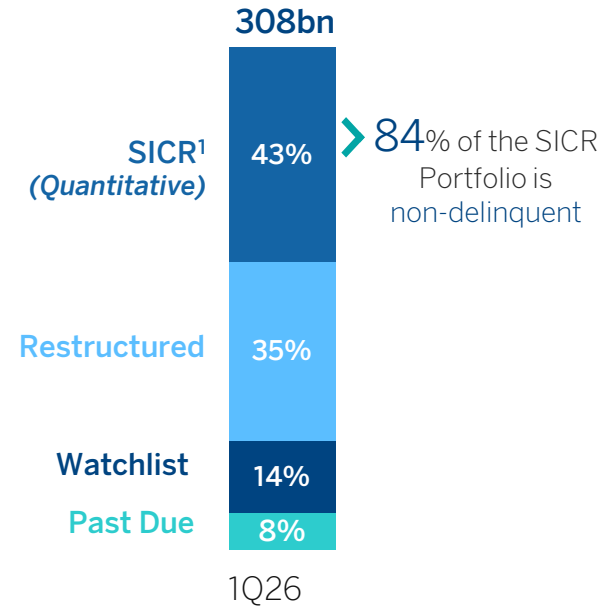 308bn
SICR¹
(Quantitative)
43%
84% of the SICR
Portfolio is
non-delinquent
Restructured
35%
Watchlist
14%
Past Due
8%
1Q26